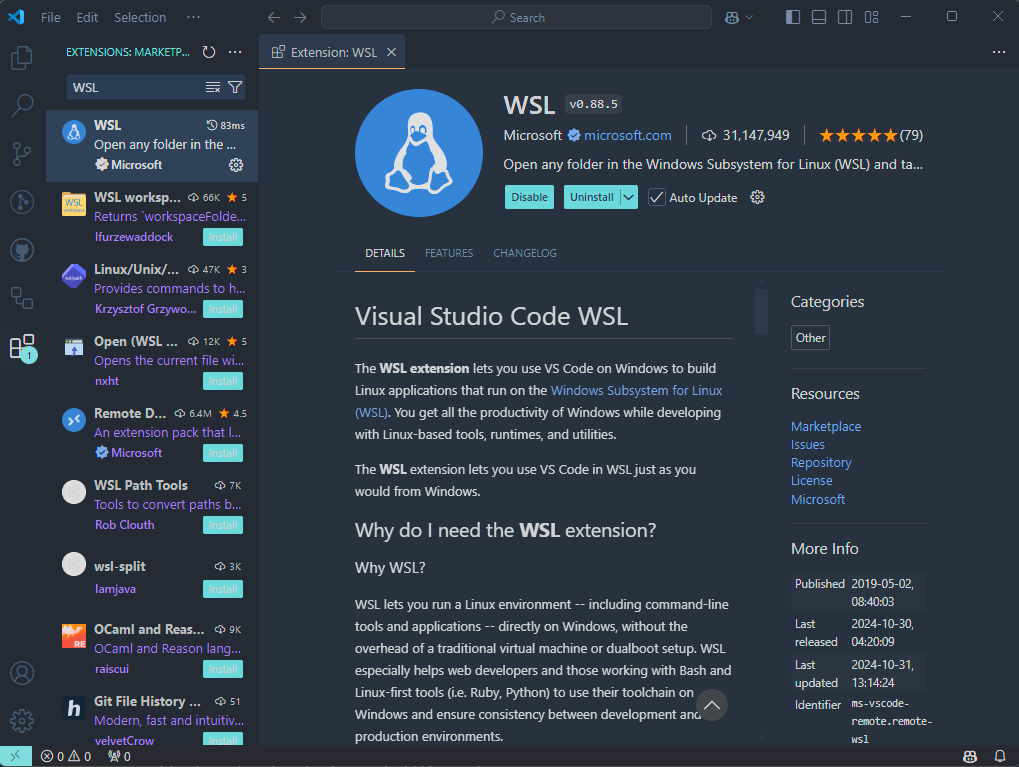 File Edit Selection ···
Search
EXTENSIONS: MARKETP...
WSL
WSL 83ms
Open any folder in the ...
Microsoft
WSL worksp... 66K 5
Returns `workspaceFolde...
lfurzewaddock Install
Linux/Unix/... 47K 3
Provides commands to h...
Krzysztof Grzywo... Install
Open (WSL ... 12K 5
Opens the current file wi...
nxht Install
Remote D... 6.4M 4.5
An extension pack that l...
Microsoft Install
WSL Path Tools 7K
Tools to convert paths b...
Rob Clouth Install
wsl-split 3K
Iamjava Install
OCaml and Reas... 9K
OCaml and Reason lang...
raiscui Install
Git File History ... 51
Modern, fast and intuitiv...
velvetCrow Install
1
Extension: WSL
WSL v0.88.5
Microsoft microsoft.com 31,147,949 (79)
Open any folder in the Windows Subsystem for Linux (WSL) and ta...
Disable Uninstall Auto Update
DETAILS FEATURES CHANGELOG
Visual Studio Code WSL
The WSL extension lets you use VS Code on Windows to build
Linux applications that run on the Windows Subsystem for Linux
(WSL). You get all the productivity of Windows while developing
with Linux-based tools, runtimes, and utilities.
The WSL extension lets you use VS Code in WSL just as you
would from Windows.
Why do I need the WSL extension?
Why WSL?
WSL lets you run a Linux environment -- including command-line
tools and applications -- directly on Windows, without the
overhead of a traditional virtual machine or dualboot setup. WSL
especially helps web developers and those working with Bash and
Linux-first tools (i.e. Ruby, Python) to use their toolchain on
Windows and ensure consistency between development and
production environments.
Categories
Other
Resources
Marketplace
Issues
Repository
License
Microsoft
More Info
Published 2019-05-02,
08:40:03
Last 2024-10-30,
released 04:20:09
Last 2024-10-31,
updated 13:14:24
Identifier ms-vscode-
remote.remote-
wsl
0 0 0